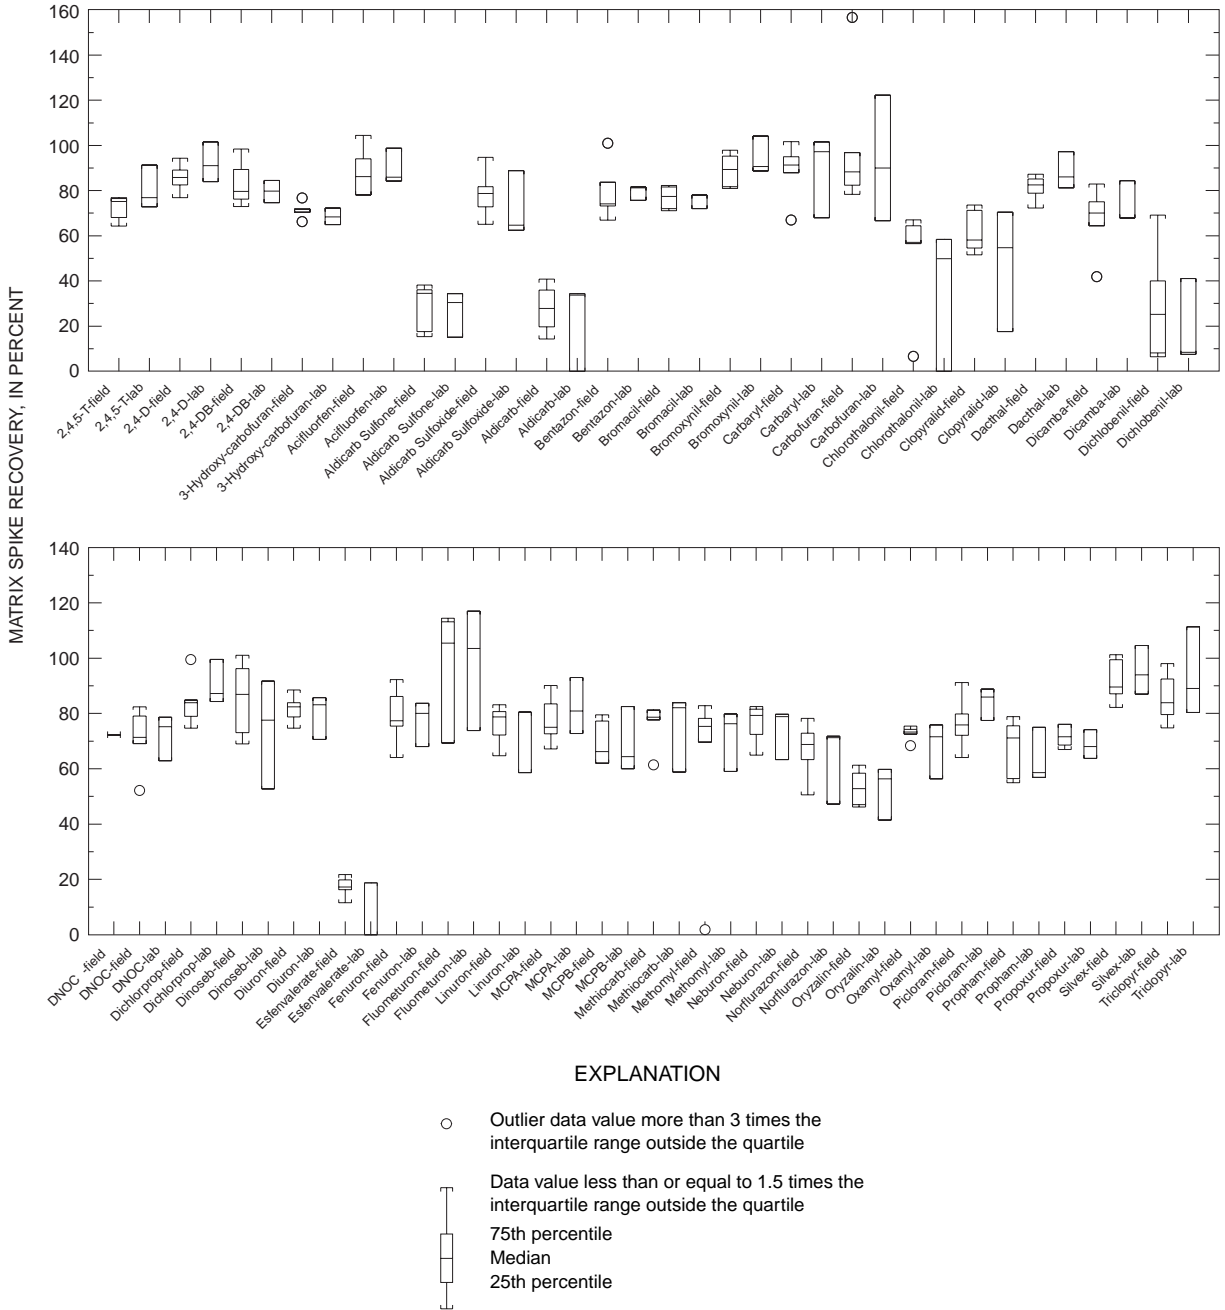 MATRIX SPIKE RECOVERY, IN PERCENT
160
140
120
100
80
60
40
20
0
2,4,5-T-field
2,4,5-T-lab
2,4-D-field
2,4-D-lab
2,4-DB-field
2,4-DB-lab
3-Hydroxy-carbofuran-field
3-Hydroxy-carbofuran-lab
Acifluorfen-field
Acifluorfen-lab
Aldicarb Sulfone-field
Aldicarb Sulfone-lab
Aldicarb Sulfoxide-field
Aldicarb Sulfoxide-lab
Aldicarb-field
Aldicarb-lab
Bentazon-field
Bentazon-lab
Bromacil-field
Bromacil-lab
Bromoxynil-field
Bromoxynil-lab
Carbaryl-field
Carbaryl-lab
Carbofuran-field
Carbofuran-lab
Chlorothalonil-field
Chlorothalonil-lab
Clopyralid-field
Clopyralid-lab
Dacthal-field
Dacthal-lab
Dicamba-field
Dicamba-lab
Dichlobenil-field
Dichlobenil-lab
140
120
100
80
60
40
20
0
DNOC -field
DNOC-field
DNOC-lab
Dichlorprop-field
Dichlorprop-lab
Dinoseb-field
Dinoseb-lab
Diuron-field
Diuron-lab
Esfenvalerate-field
Esfenvalerate-lab
Fenuron-field
Fenuron-lab
Fluometuron-field
Fluometuron-lab
Linuron-field
Linuron-lab
MCPA-field
MCPA-lab
MCPB-field
MCPB-lab
Methiocarb-field
Methiocarb-lab
Methomyl-field
Methomyl-lab
Neburon-field
Neburon-lab
Norflurazon-field
Norflurazon-lab
Oryzalin-field
Oryzalin-lab
Oxamyl-field
Oxamyl-lab
Picloram-field
Picloram-lab
Propham-field
Propham-lab
Propoxur-field
Propoxur-lab
Silvex-field
Silvex-lab
Triclopyr-field
Triclopyr-lab
EXPLANATION
Outlier data value more than 3 times the
interquartile range outside the quartile
Data value less than or equal to 1.5 times the
interquartile range outside the quartile
75th percentile
Median
25th percentile